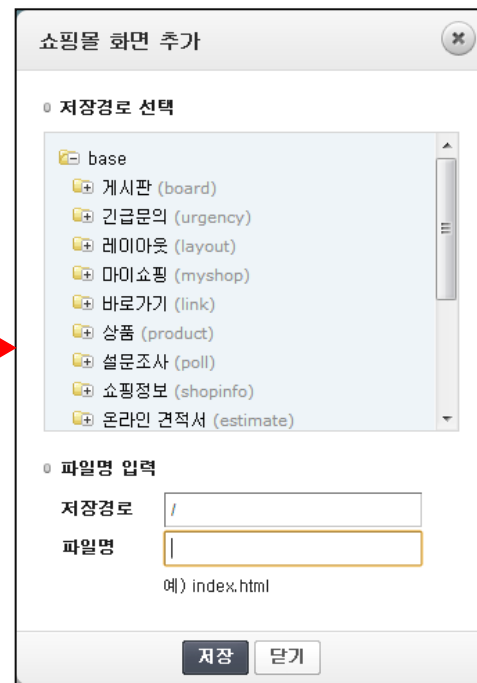 쇼핑몰 화면 추가
저장경로 선택
base
게시판 (board)
긴급문의 (urgency)
레이아웃 (layout)
마이쇼핑 (myshop)
바로가기 (link)
상품 (product)
설문조사 (poll)
쇼핑정보 (shopinfo)
온라인 견적서 (estimate)
파일명 입력
저장경로 /
파일명
예) index.html
저장 닫기